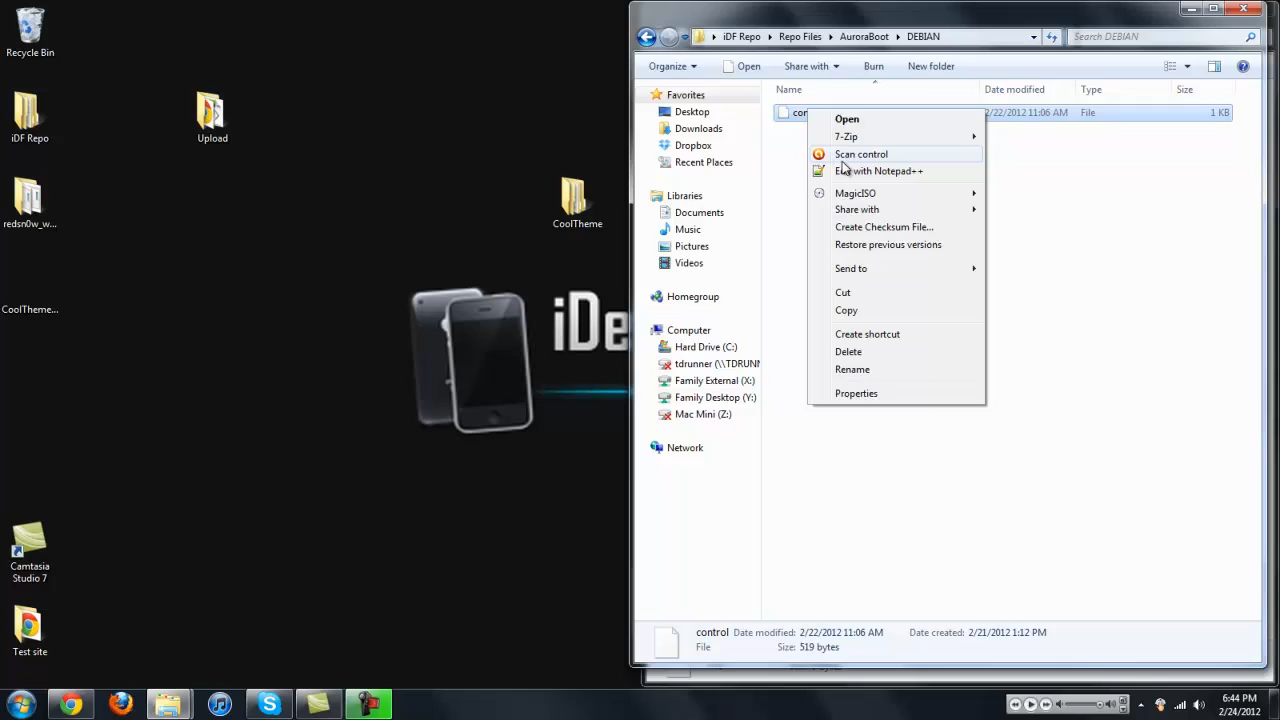 Recycle Bin
iDF Repo
Upload
redsn0w_w...
CoolTheme
CoolTheme...
iDe
Camtasia
Studio 7
Test site
iDF Repo
Repo Files
AuroraBoot
DEBIAN
Search DEBIAN
Organize
Open
Share with
Burn
New folder
Name
Date modified
Type
Size
Favorites
Desktop
Downloads
Dropbox
Recent Places
Libraries
Documents
Music
Pictures
Videos
Homegroup
Computer
Hard Drive (C:)
tdrunner (\\TDRUNN
Family External (X:)
Family Desktop (Y:)
Mac Mini (Z:)
Network
con
2/22/2012 11:06 AM
File
1 KB
Open
7-Zip
Scan control
with Notepad++
MagicISO
Share with
Create Checksum File...
Restore previous versions
Send to
Cut
Copy
Create shortcut
Delete
Rename
Properties
control Date modified: 2/22/2012 11:06 AM Date created: 2/21/2012 1:12 PM
File Size: 519 bytes
6:44 PM
2/24/2012